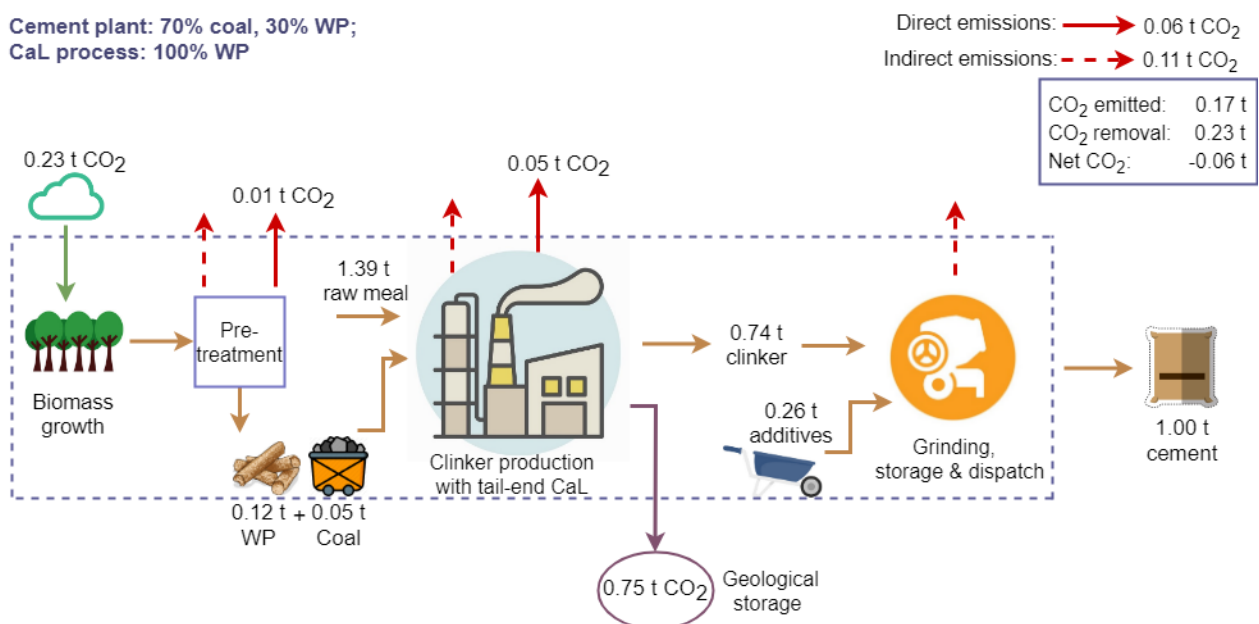 Cement plant: 70% coal, 30% WP;
CaL process: 100% WP
Direct emissions: 0.06 t CO2
Indirect emissions: 0.11 t CO2
CO2 emitted: 0.17 t
CO2 removal: 0.23 t
Net CO2: -0.06 t
0.23 t CO2
0.01 t CO2
0.05 t CO2
1.39 t
raw meal
Pre-
treatment
Biomass
growth
0.12 t + 0.05 t
WP Coal
Clinker production
with tail-end CaL
0.74 t
clinker
0.26 t
additives
Grinding,
storage & dispatch
1.00 t
cement
0.75 t CO2
Geological
storage